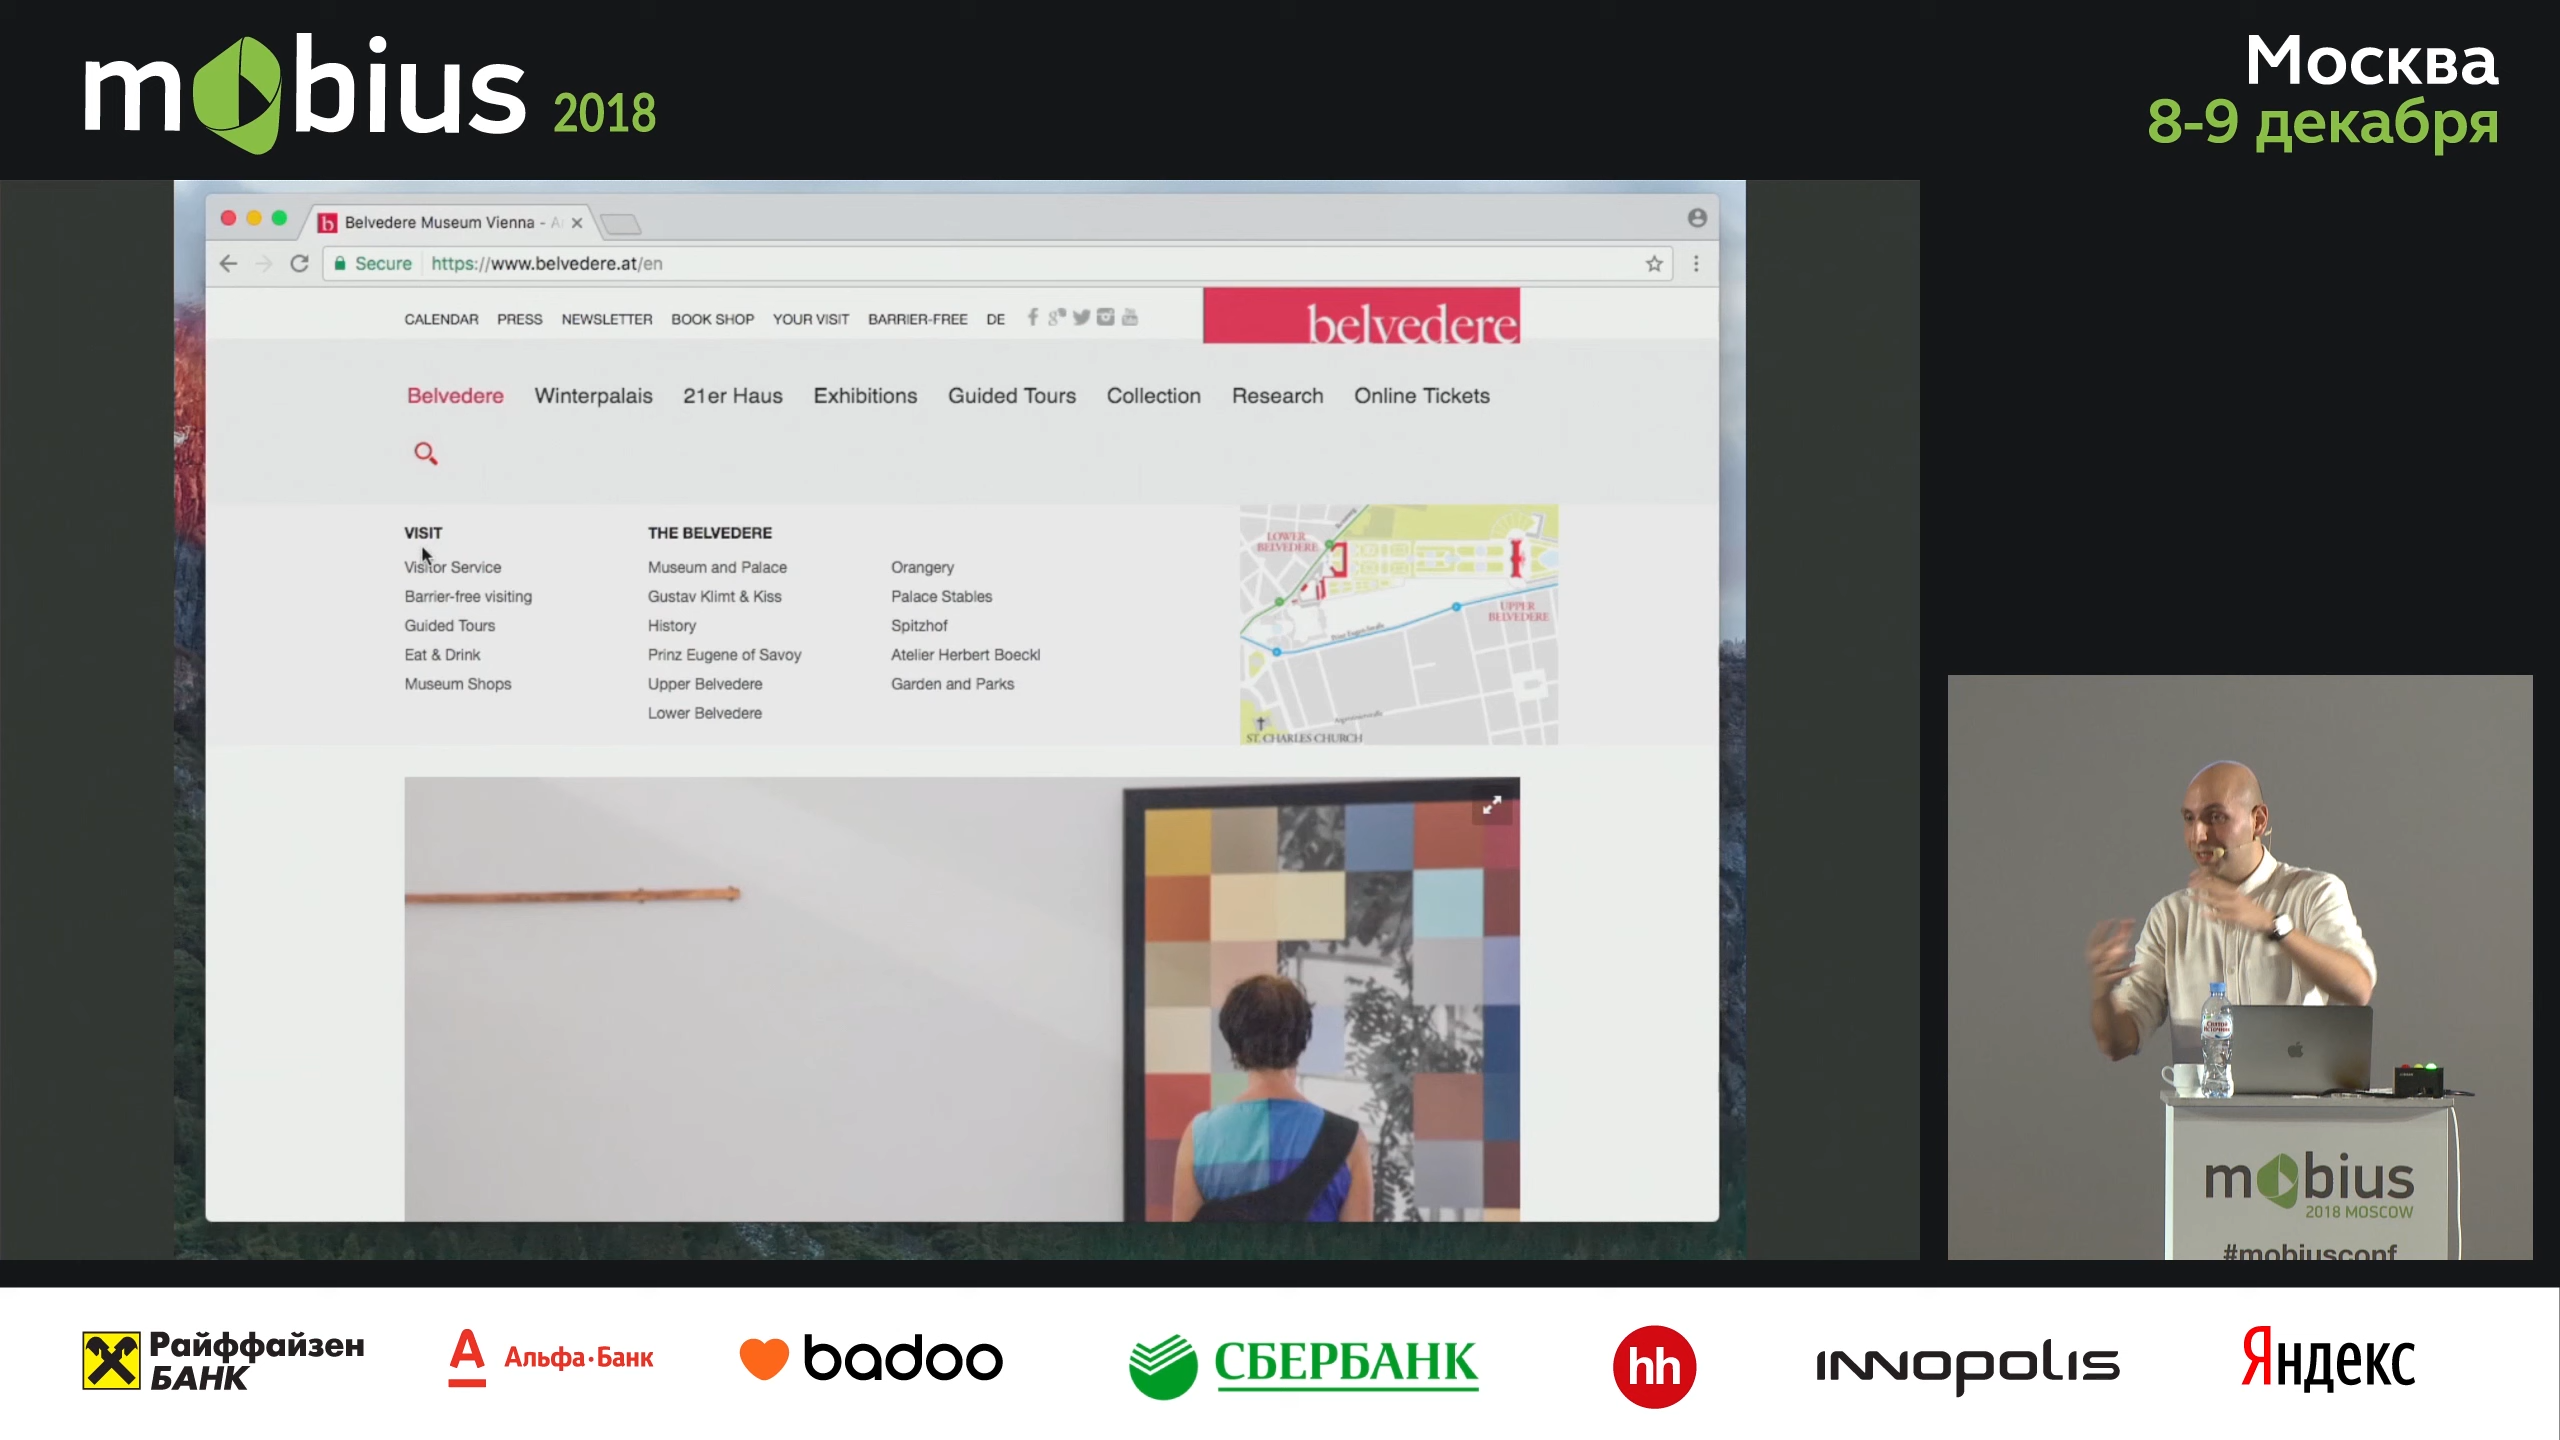 mobius 2018
Москва
8-9 декабря
Belvedere Museum Vienna -
Secure https://www.belvedere.at/en
CALENDAR PRESS NEWSLETTER BOOK SHOP YOUR VISIT BARRIER-FREE DE
belvedere
Belvedere Winterpalais 21er Haus Exhibitions Guided Tours Collection Research Online Tickets
VISIT
Visitor Service
Barrier-free visiting
Guided Tours
Eat & Drink
Museum Shops
THE BELVEDERE
Museum and Palace
Gustav Klimt & Kiss
History
Prinz Eugene of Savoy
Upper Belvedere
Lower Belvedere
Orangery
Palace Stables
Spitzhof
Atelier Herbert Boeckl
Garden and Parks
LOWER
BELVEDERE
UPPER
BELVEDERE
ST. CHARLES CHURCH
mobius
2018 MOSCOW
#mobiusconf
Райффайзен
БАНК
Альфа·Банк
badoo
СБЕРБАНК
hh
INNOPOLIS
Яндекс